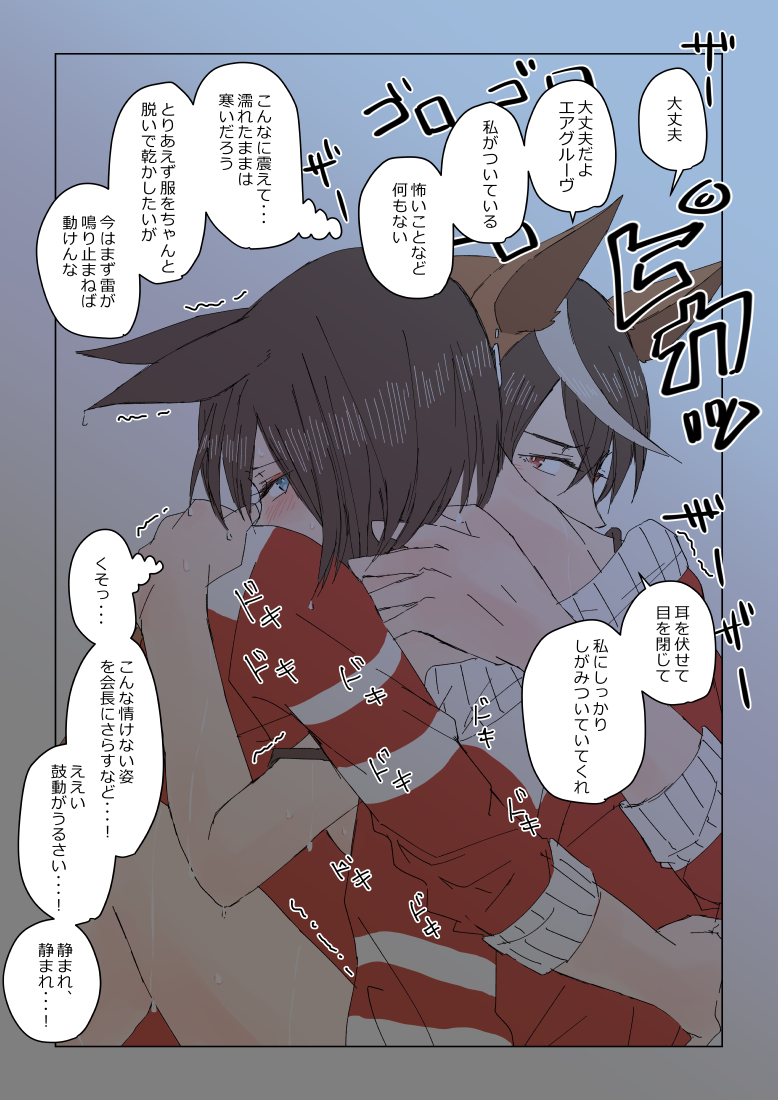 ザー
大丈夫
ピカッ
ゴロゴロ
大丈夫だよ
エアグルーヴ
私がついている
怖いことなど
何もない
ザー
こんなに震えて・・・
濡れたままは
寒いだろう
とりあえず服をちゃんと
脱いで乾かしたいが
今はまず雷が
鳴り止まねば
動けんな
ザー
ザー
耳を伏せて
目を閉じて
私にしっかり
しがみついていてくれ
くそっ・・・
こんな情けない姿
を会長にさらすなど・・・！
ええい
鼓動がうるさい・・・！
静まれ、
静まれ・・・！
ドキ
ドキ
ドキ
ドキ
ドキ
ドキ
ドキ
ドキ